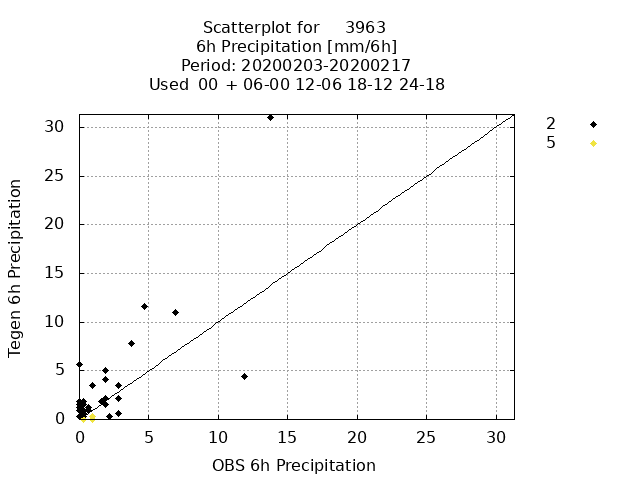 Scatterplot for 3963
6h Precipitation [mm/6h]
Period: 20200203-20200217
Used 00 + 06-00 12-06 18-12 24-18
2
5
30
25
20
15
10
5
0
Tegen 6h Precipitation
0 5 10 15 20 25 30
OBS 6h Precipitation